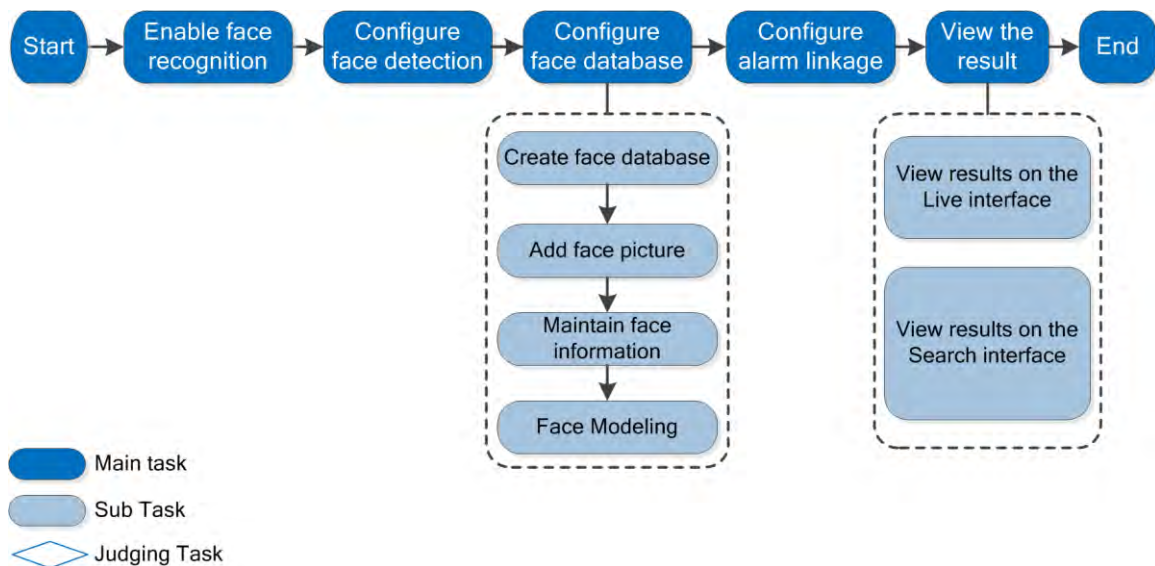 Start
Enable face
recognition
Configure
face detection
Configure
face database
Configure
alarm linkage
View the
result
End
Create face database
Add face picture
Maintain face
information
Face Modeling
View results on the
Live interface
View results on the
Search interface
Main task
Sub Task
Judging Task